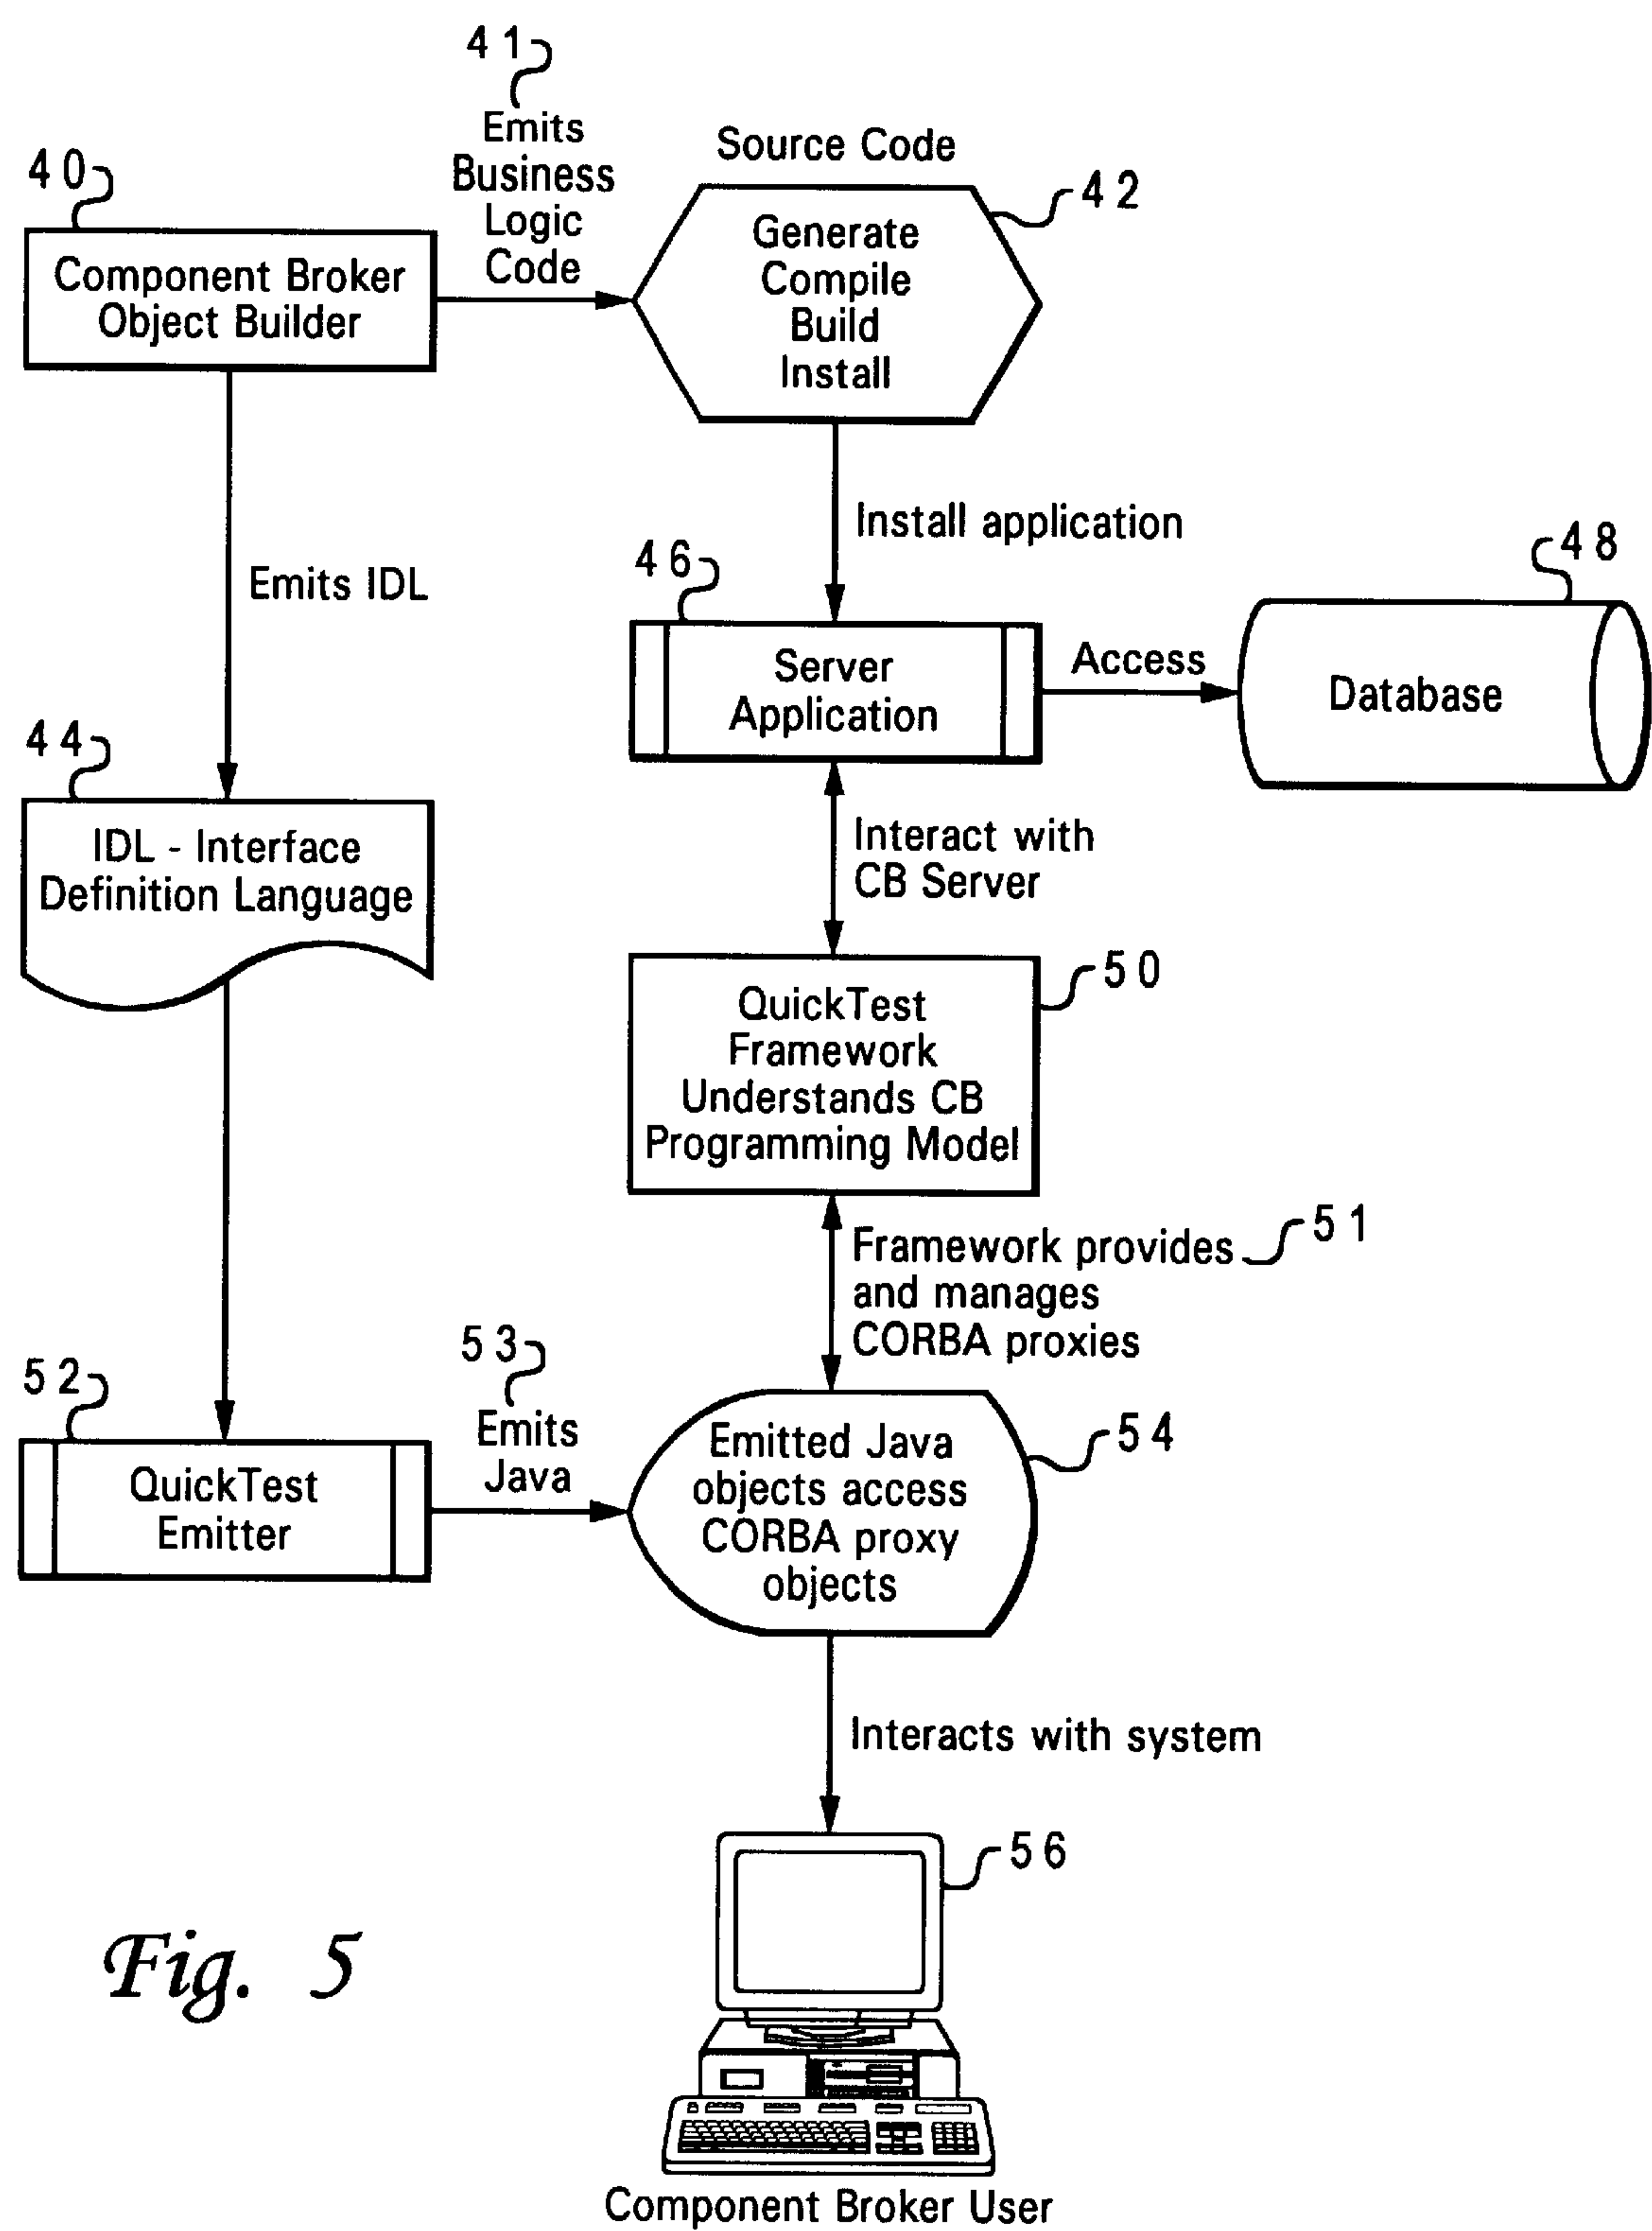 41
Emits
Business
Logic
Code
40
Component Broker
Object Builder
Source Code
42
Generate
Compile
Build
Install
Install application
Emits IDL
46
Server
Application
Access
48
Database
44
IDL - Interface
Definition Language
Interact with
CB Server
50
QuickTest
Framework
Understands CB
Programming Model
Framework provides
and manages
CORBA proxies
51
52
QuickTest
Emitter
53
Emits
Java
54
Emitted Java
objects access
CORBA proxy
objects
Interacts with system
56
Fig. 5
Component Broker User